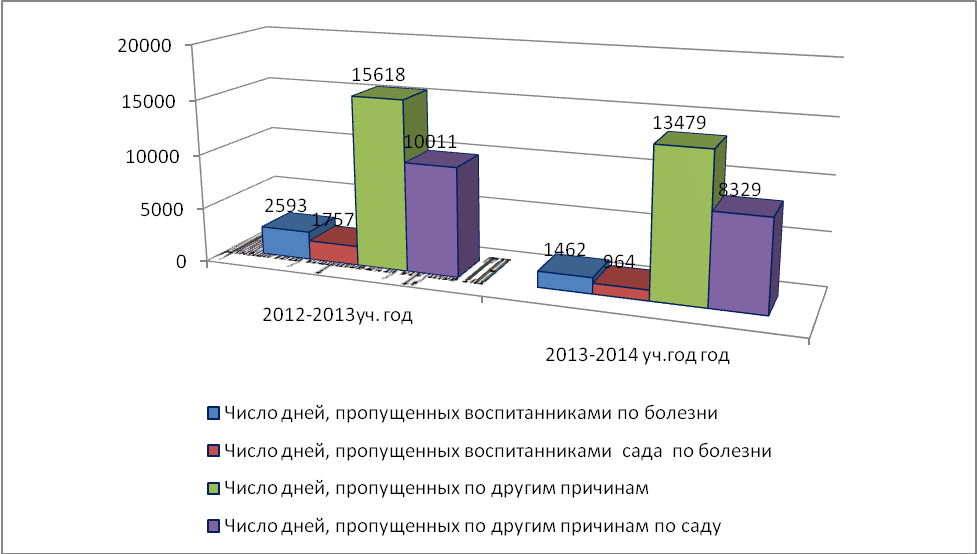 20000
15000
10000
5000
0
2593
1757
15618
10011
1462
964
13479
8329
2012-2013уч. год
2013-2014 уч.год год
Число дней, пропущенных воспитанниками по болезни
Число дней, пропущенных воспитанниками сада по болезни
Число дней, пропущенных по другим причинам
Число дней, пропущенных по другим причинам по саду